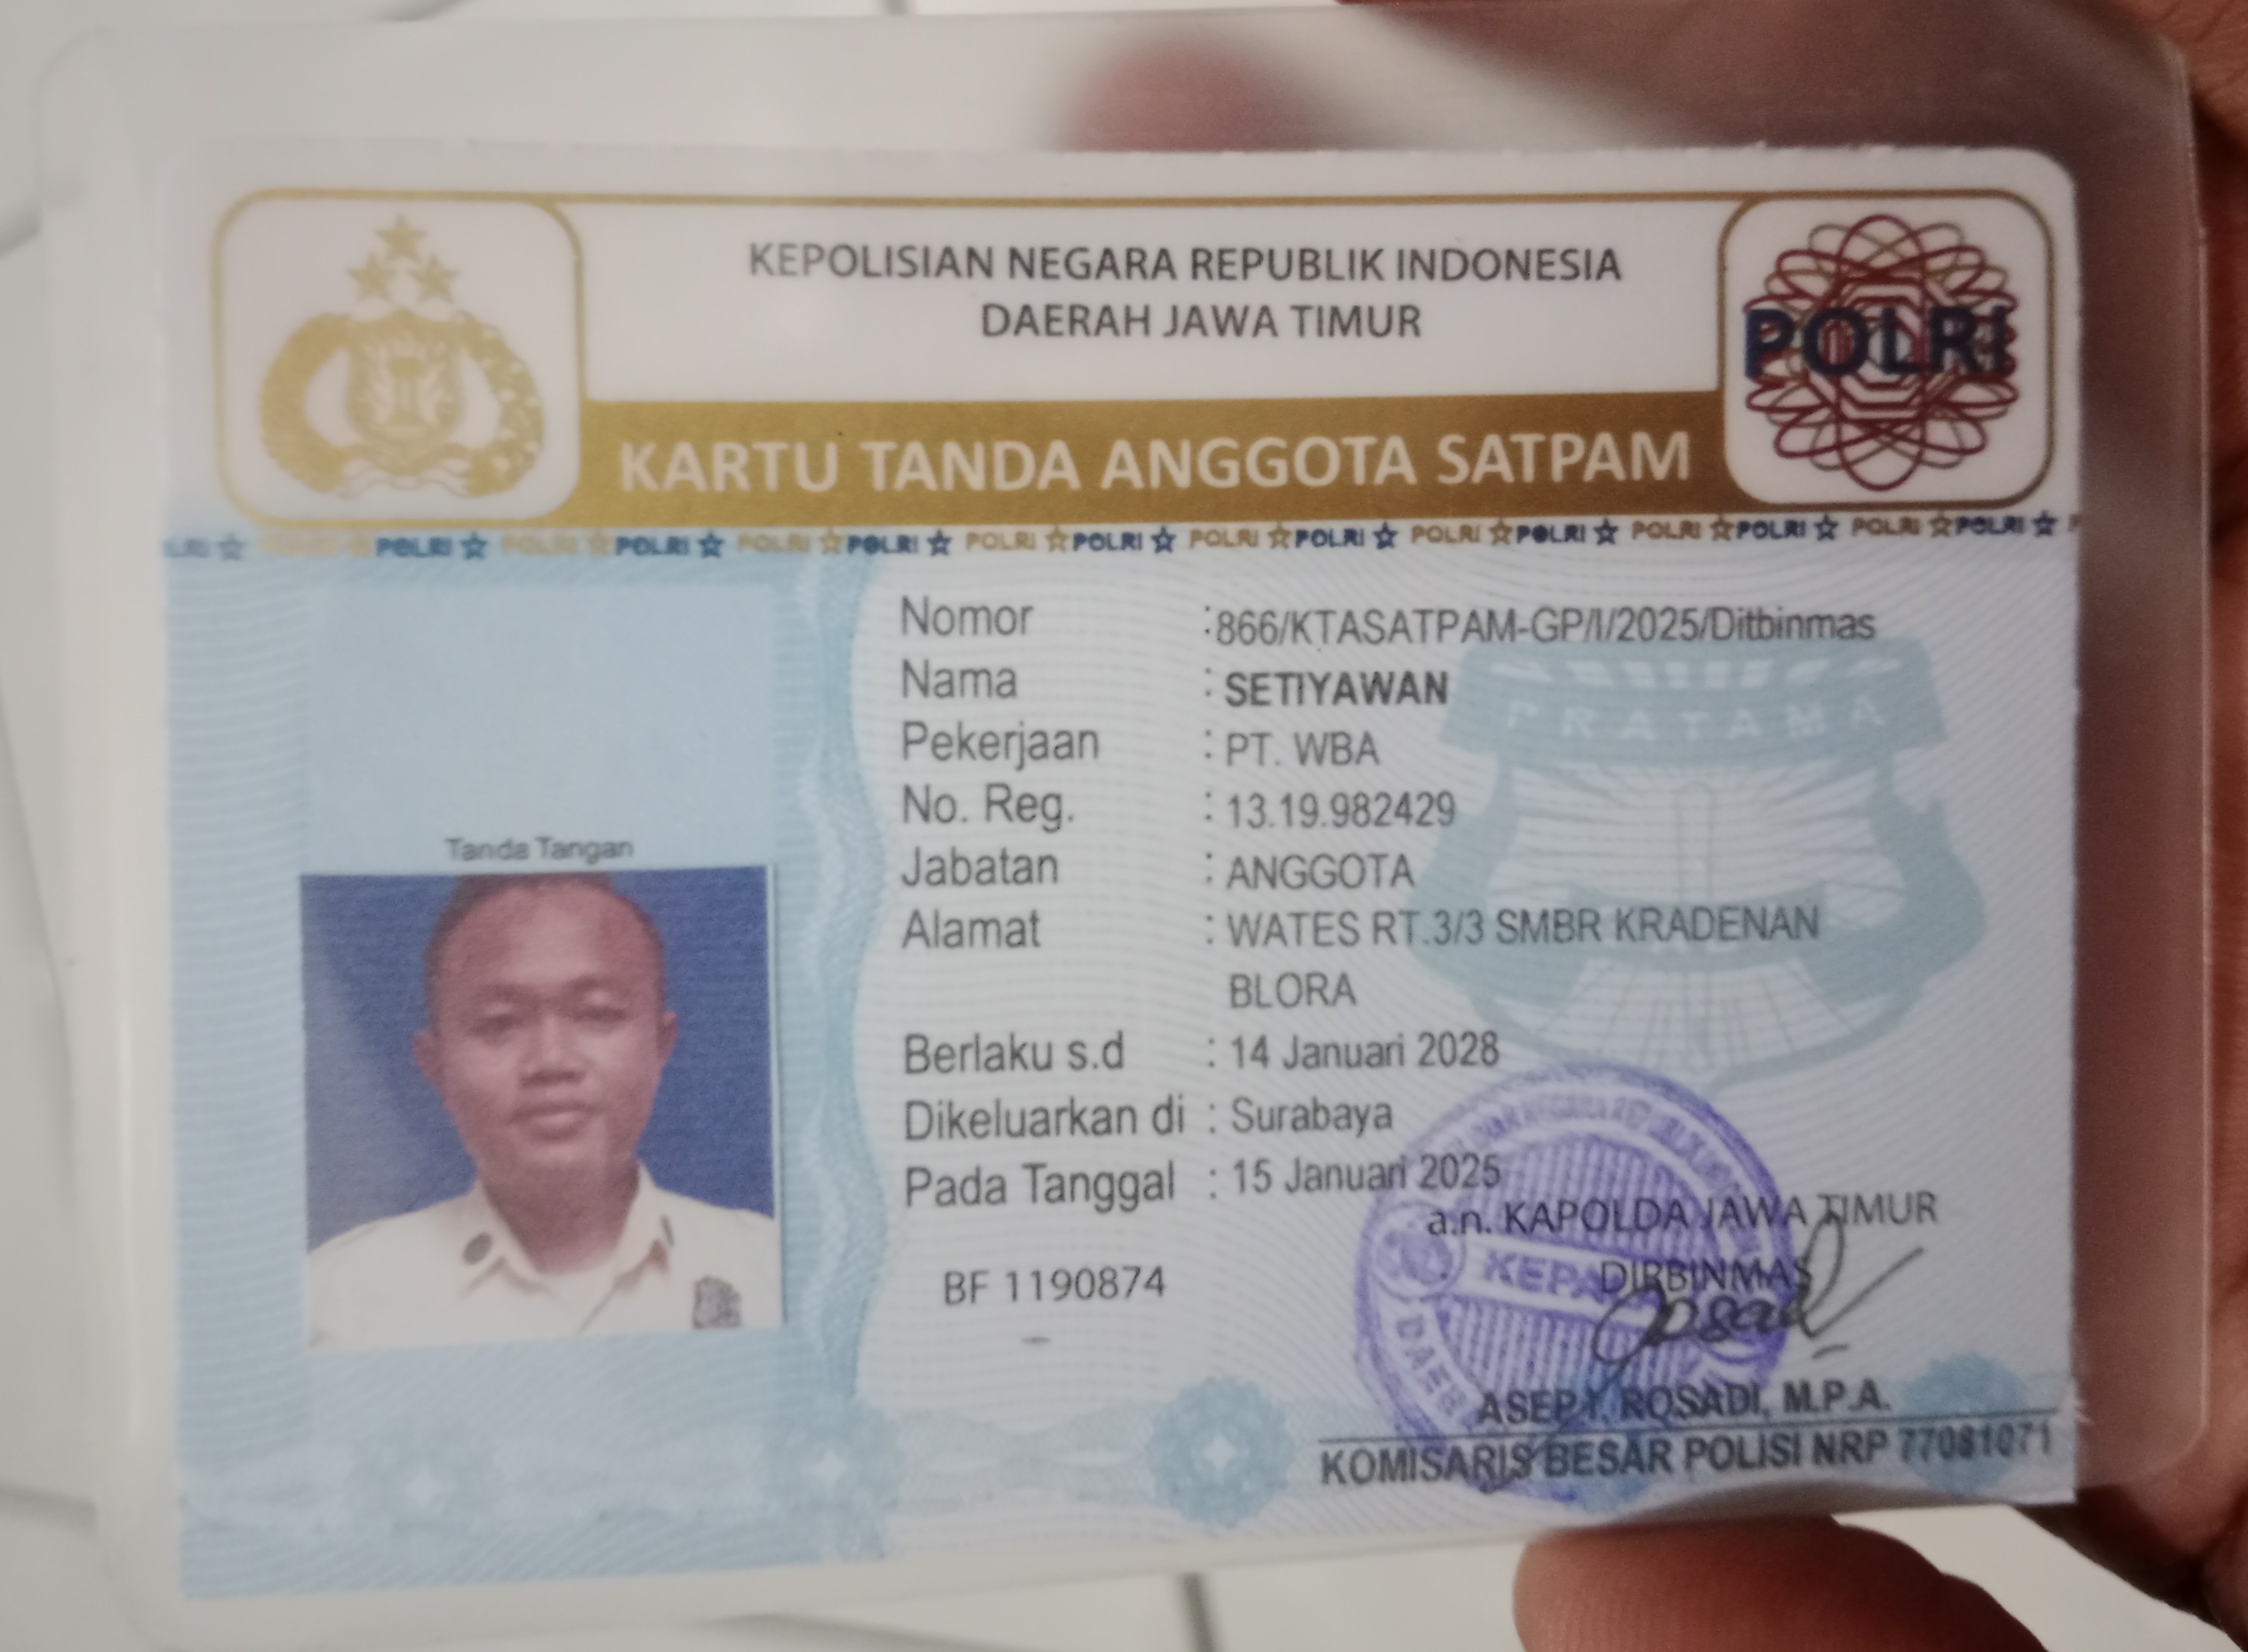 KEPOLISIAN NEGARA REPUBLIK INDONESIA
DAERAH JAWA TIMUR
POLRI
KARTU TANDA ANGGOTA SATPAM
POLRI POLRI POLRI POLRI POLRI POLRI POLRI POLRI POLRI POLRI POLRI POLRI POLRI POLRI POLRI
Nomor : 866/KTASATPAM-GP/I/2025/Ditbinmas
Nama : SETIYAWAN
PRATAMA
Pekerjaan : PT. WBA
No. Reg. : 13.19.982429
Tanda Tangan
Jabatan : ANGGOTA
Alamat : WATES RT.3/3 SMBR KRADENAN
BLORA
Berlaku s.d : 14 Januari 2028
Dikeluarkan di : Surabaya
Pada Tanggal : 15 Januari 2025
a.n. KAPOLDA JAWA TIMUR
DIRBINMAS
BF 1190874
ASEP I. ROSADI, M.P.A.
KOMISARIS BESAR POLISI NRP 77081071